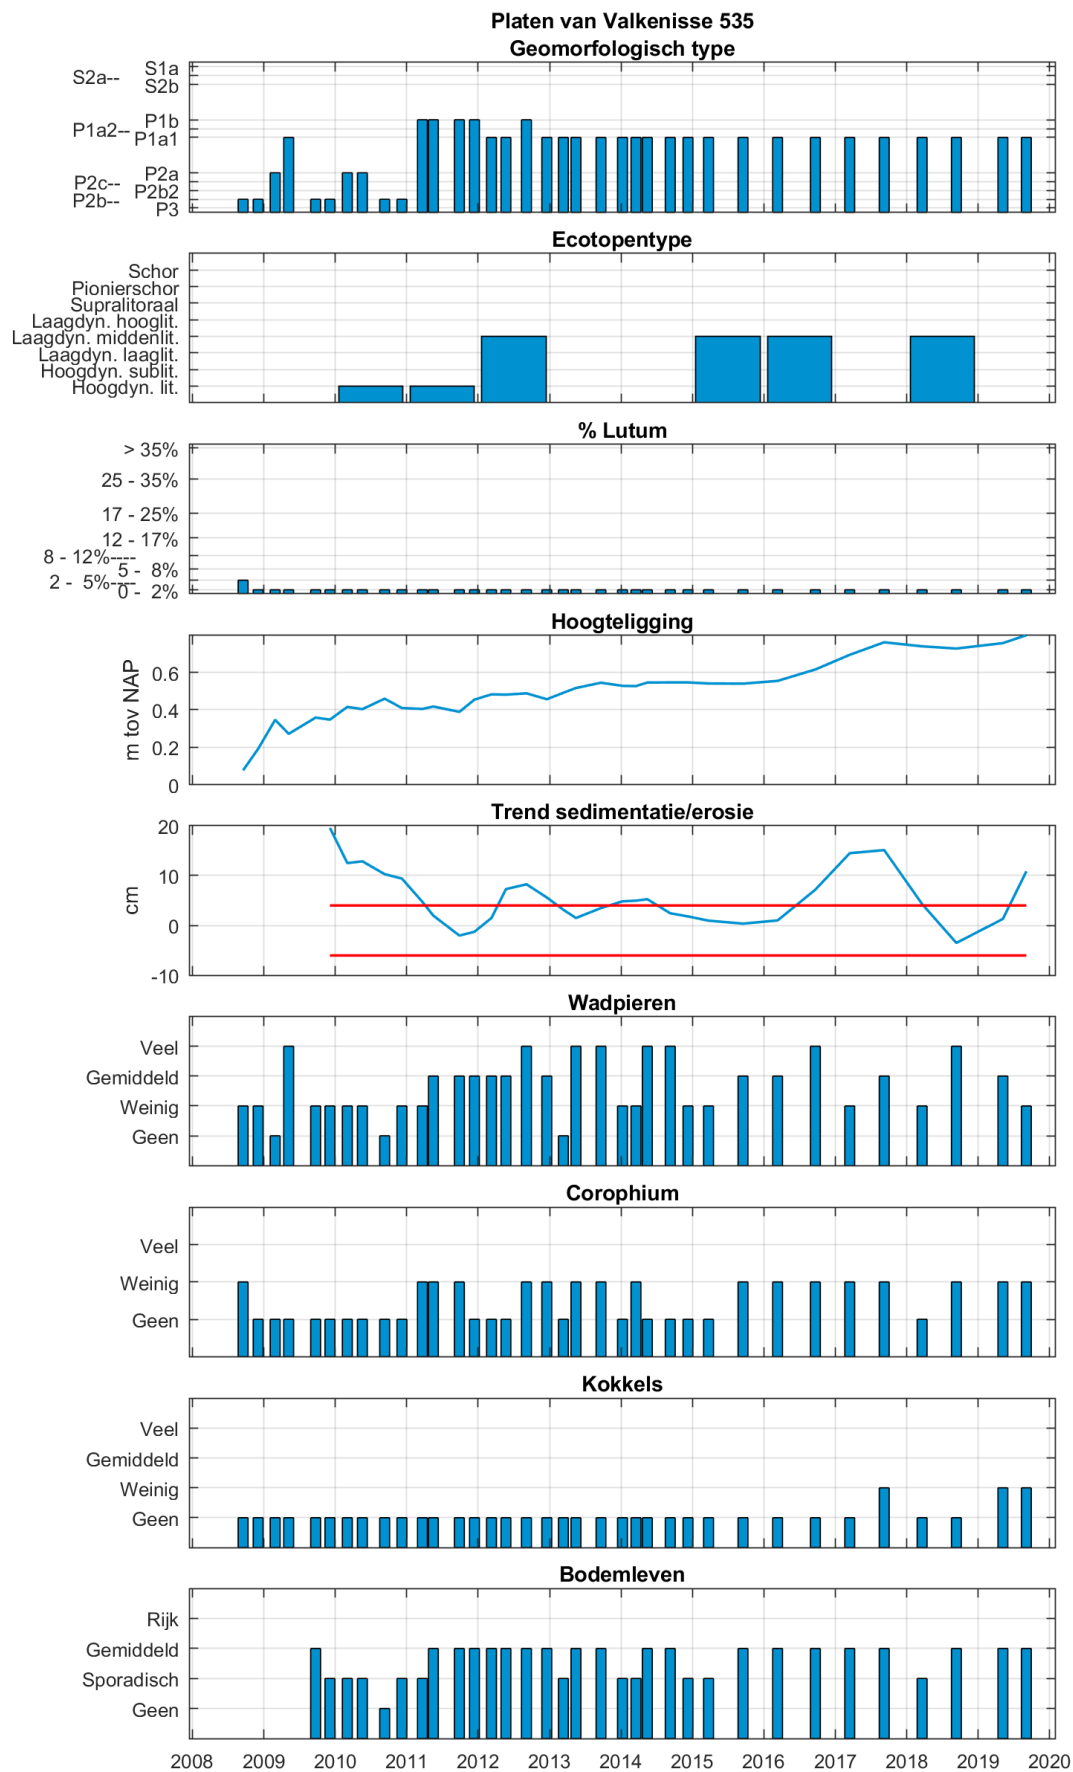 Platen van Valkenisse 535
Geomorfologisch type
S1a
S2a--
S2b
P1b
P1a2--
P1a1
P2a
P2c--
P2b2
P2b--
P3
Ecotopentype
Schor
Pionierschor
Supralitoraal
Laagdyn. hooglit.
Laagdyn. middenlit.
Laagdyn. laaglit.
Hoogdyn. sublit.
Hoogdyn. lit.
% Lutum
> 35%
25 - 35%
17 - 25%
12 - 17%
8 - 12%----
5 - 8%
2 - 5%----
0 - 2%
Hoogteligging
m tov NAP
0.6
0.4
0.2
0
Trend sedimentatie/erosie
cm
20
10
0
-10
Wadpieren
Veel
Gemiddeld
Weinig
Geen
Corophium
Veel
Weinig
Geen
Kokkels
Veel
Gemiddeld
Weinig
Geen
Bodemleven
Rijk
Gemiddeld
Sporadisch
Geen
2008 2009 2010 2011 2012 2013 2014 2015 2016 2017 2018 2019 2020